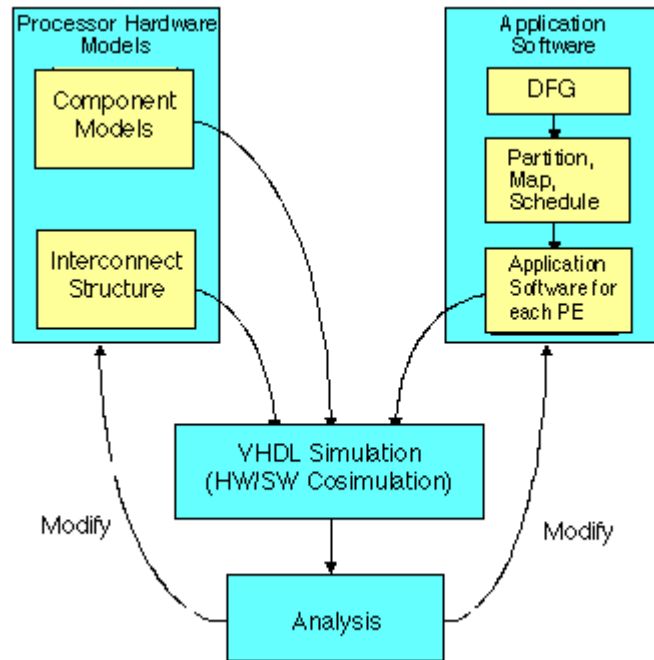 Processor Hardware
Models
Component
Models
Interconnect
Structure
Application
Software
DFG
Partition,
Map,
Schedule
Application
Software for
each PE
VHDL Simulation
(HW/SW Cosimulation)
Modify
Modify
Analysis